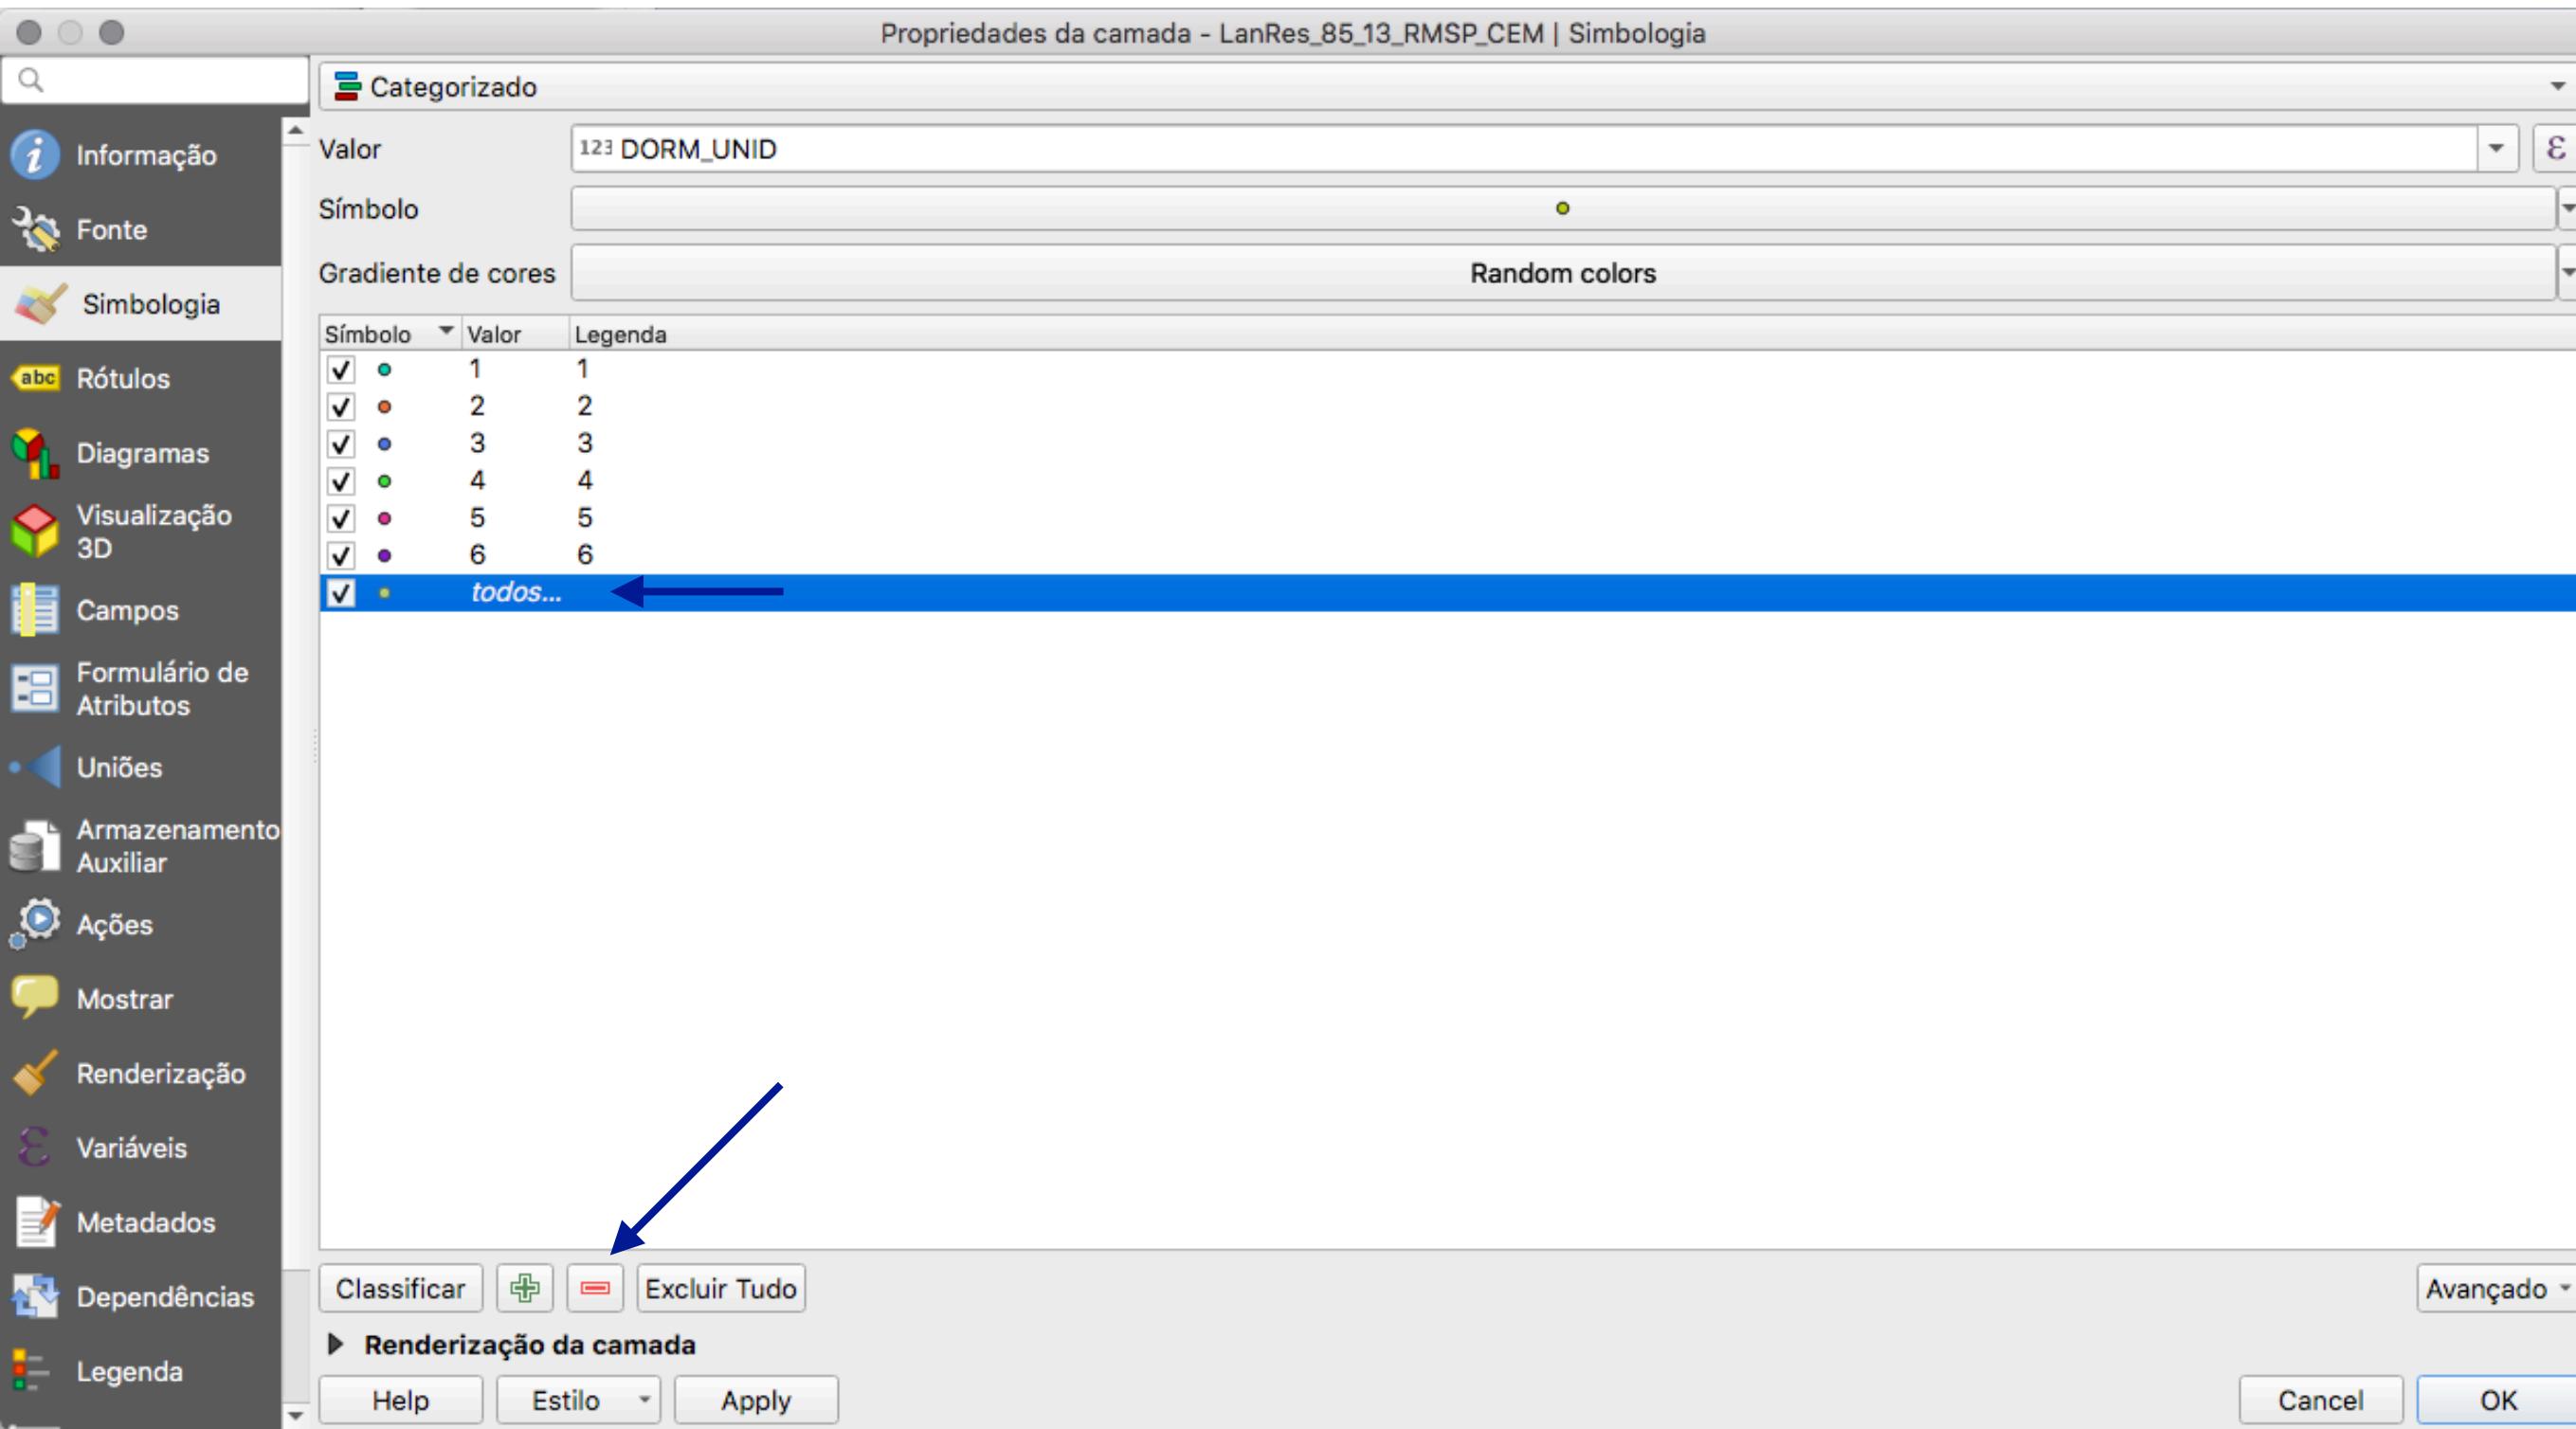 Propriedades da camada - LanRes_85_13_RMSP_CEM | Simbologia
Categorizado
Informação
Valor
123 DORM_UNID
ε
Fonte
Símbolo
Gradiente de cores
Random colors
Simbologia
Símbolo Valor Legenda
1 1
abc Rótulos
2 2
3 3
Diagramas
4 4
Visualização
3D
5 5
6 6
todos...
Campos
Formulário de
Atributos
Uniões
Armazenamento
Auxiliar
Ações
Mostrar
Renderização
ε Variáveis
Metadados
Dependências
Legenda
Classificar
Excluir Tudo
Avançado
Renderização da camada
Help
Estilo
Apply
Cancel
OK